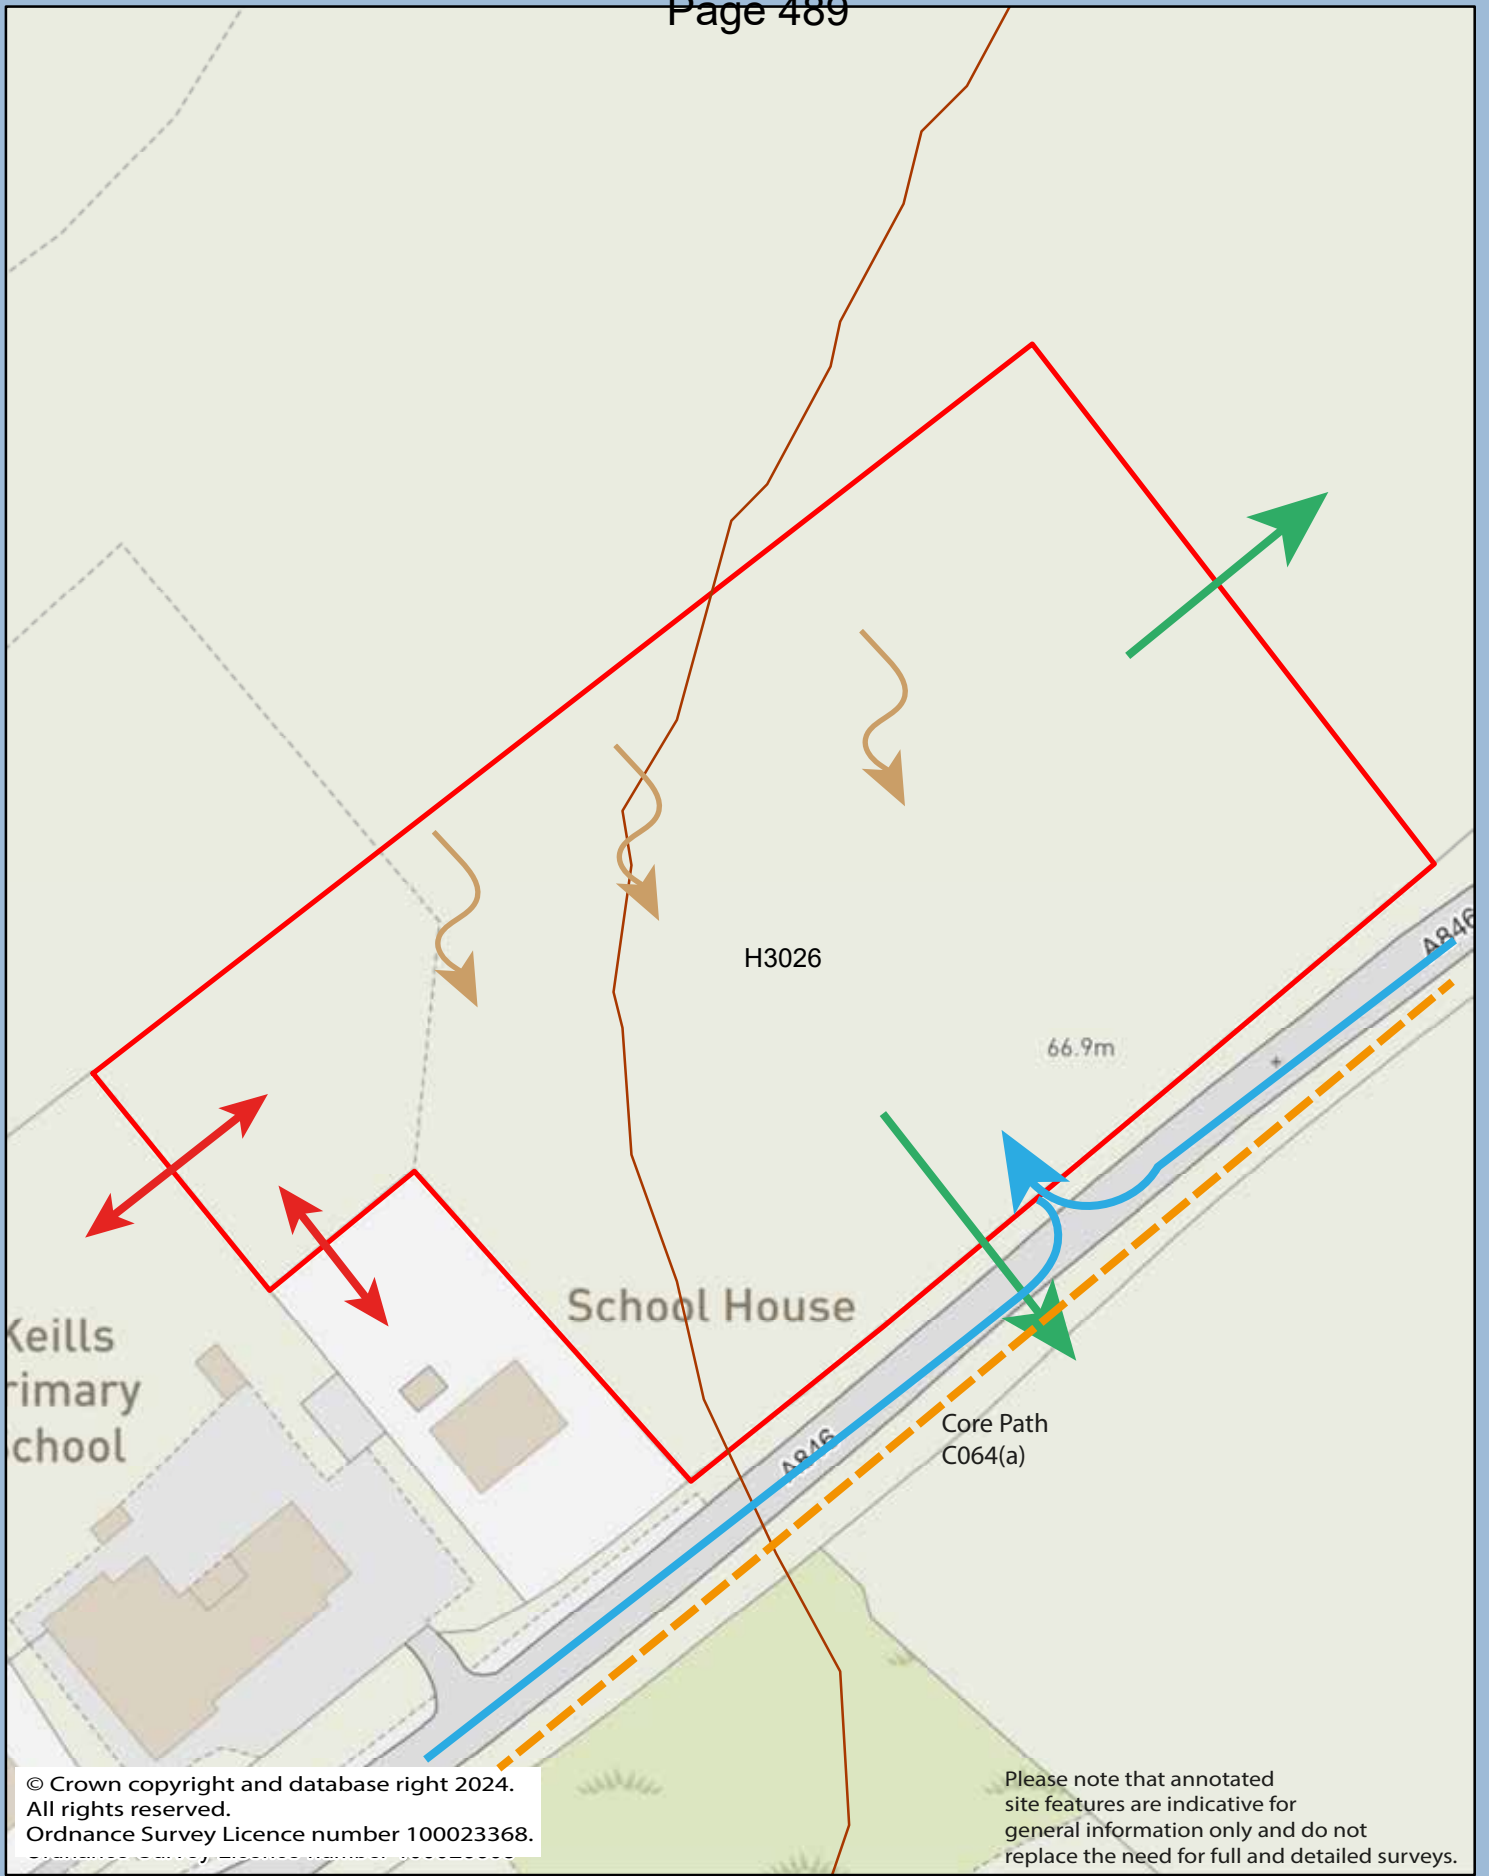 Page 489
H3026
A846
66.9m
School House
Keills
rimary
chool
A846
Core Path
C064(a)
© Crown copyright and database right 2024.
All rights reserved.
Ordnance Survey Licence number 100023368.
Please note that annotated
site features are indicative for
general information only and do not
replace the need for full and detailed surveys.